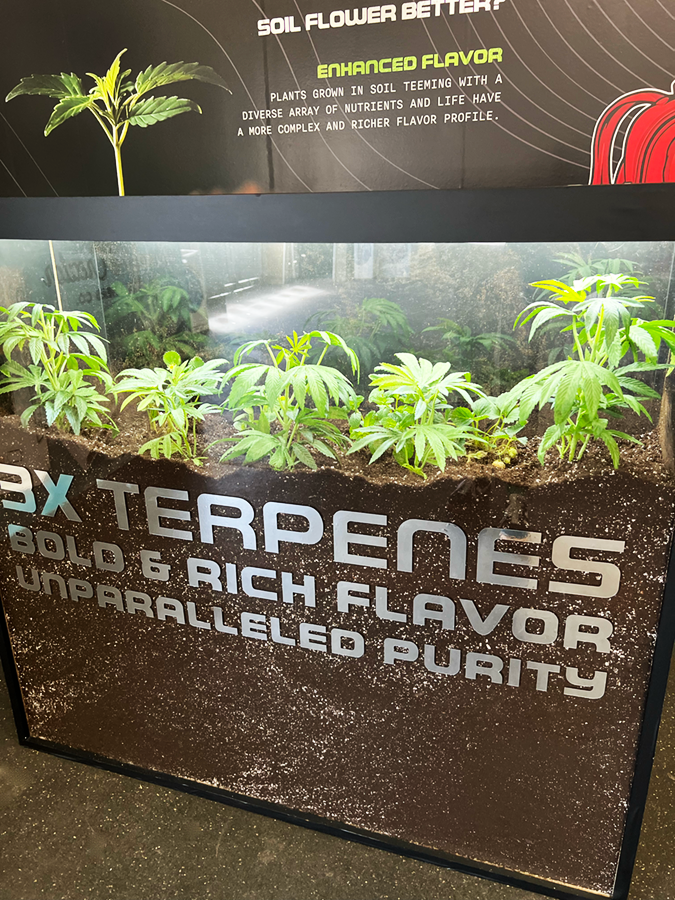 SOIL FLOWER BETTER?
ENHANCED FLAVOR
PLANTS GROWN IN SOIL TEEMING WITH A
DIVERSE ARRAY OF NUTRIENTS AND LIFE HAVE
A MORE COMPLEX AND RICHER FLAVOR PROFILE.
3X TERPENES
BOLD & RICH FLAVOR
UNPARALLELED PURITY